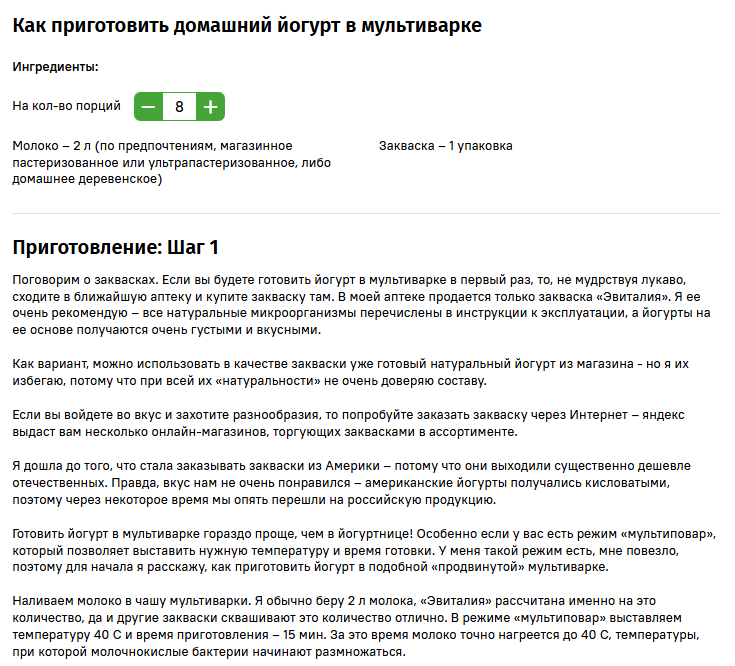 Как приготовить домашний йогурт в мультиварке
Ингредиенты:
На кол-во порций − 8 +
Молоко – 2 л (по предпочтениям, магазинное
пастеризованное или ультрапастеризованное, либо
домашнее деревенское)
Закваска – 1 упаковка
Приготовление: Шаг 1
Поговорим о заквасках. Если вы будете готовить йогурт в мультиварке в первый раз, то, не мудрствуя лукаво,
сходите в ближайшую аптеку и купите закваску там. В моей аптеке продается только закваска «Эвиталия». Я ее
очень рекомендую – все натуральные микроорганизмы перечислены в инструкции к эксплуатации, а йогурты на
ее основе получаются очень густыми и вкусными.
Как вариант, можно использовать в качестве закваски уже готовый натуральный йогурт из магазина - но я их
избегаю, потому что при всей их «натуральности» не очень доверяю составу.
Если вы войдете во вкус и захотите разнообразия, то попробуйте заказать закваску через Интернет – яндекс
выдаст вам несколько онлайн-магазинов, торгующих заквасками в ассортименте.
Я дошла до того, что стала заказывать закваски из Америки – потому что они выходили существенно дешевле
отечественных. Правда, вкус нам не очень понравился – американские йогурты получались кисловатыми,
поэтому через некоторое время мы опять перешли на российскую продукцию.
Готовить йогурт в мультиварке гораздо проще, чем в йогуртнице! Особенно если у вас есть режим «мультиповар»,
который позволяет выставить нужную температуру и время готовки. У меня такой режим есть, мне повезло,
поэтому для начала я расскажу, как приготовить йогурт в подобной «продвинутой» мультиварке.
Наливаем молоко в чашу мультиварки. Я обычно беру 2 л молока, «Эвиталия» рассчитана именно на это
количество, да и другие закваски сквашивают это количество отлично. В режиме «мультиповар» выставляем
температуру 40 С и время приготовления – 15 мин. За это время молоко точно нагреется до 40 С, температуры,
при которой молочнокислые бактерии начинают размножаться.